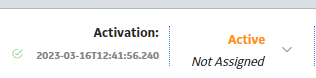 Activation:
2023-03-16T12:41:56.240
Active
Not Assigned